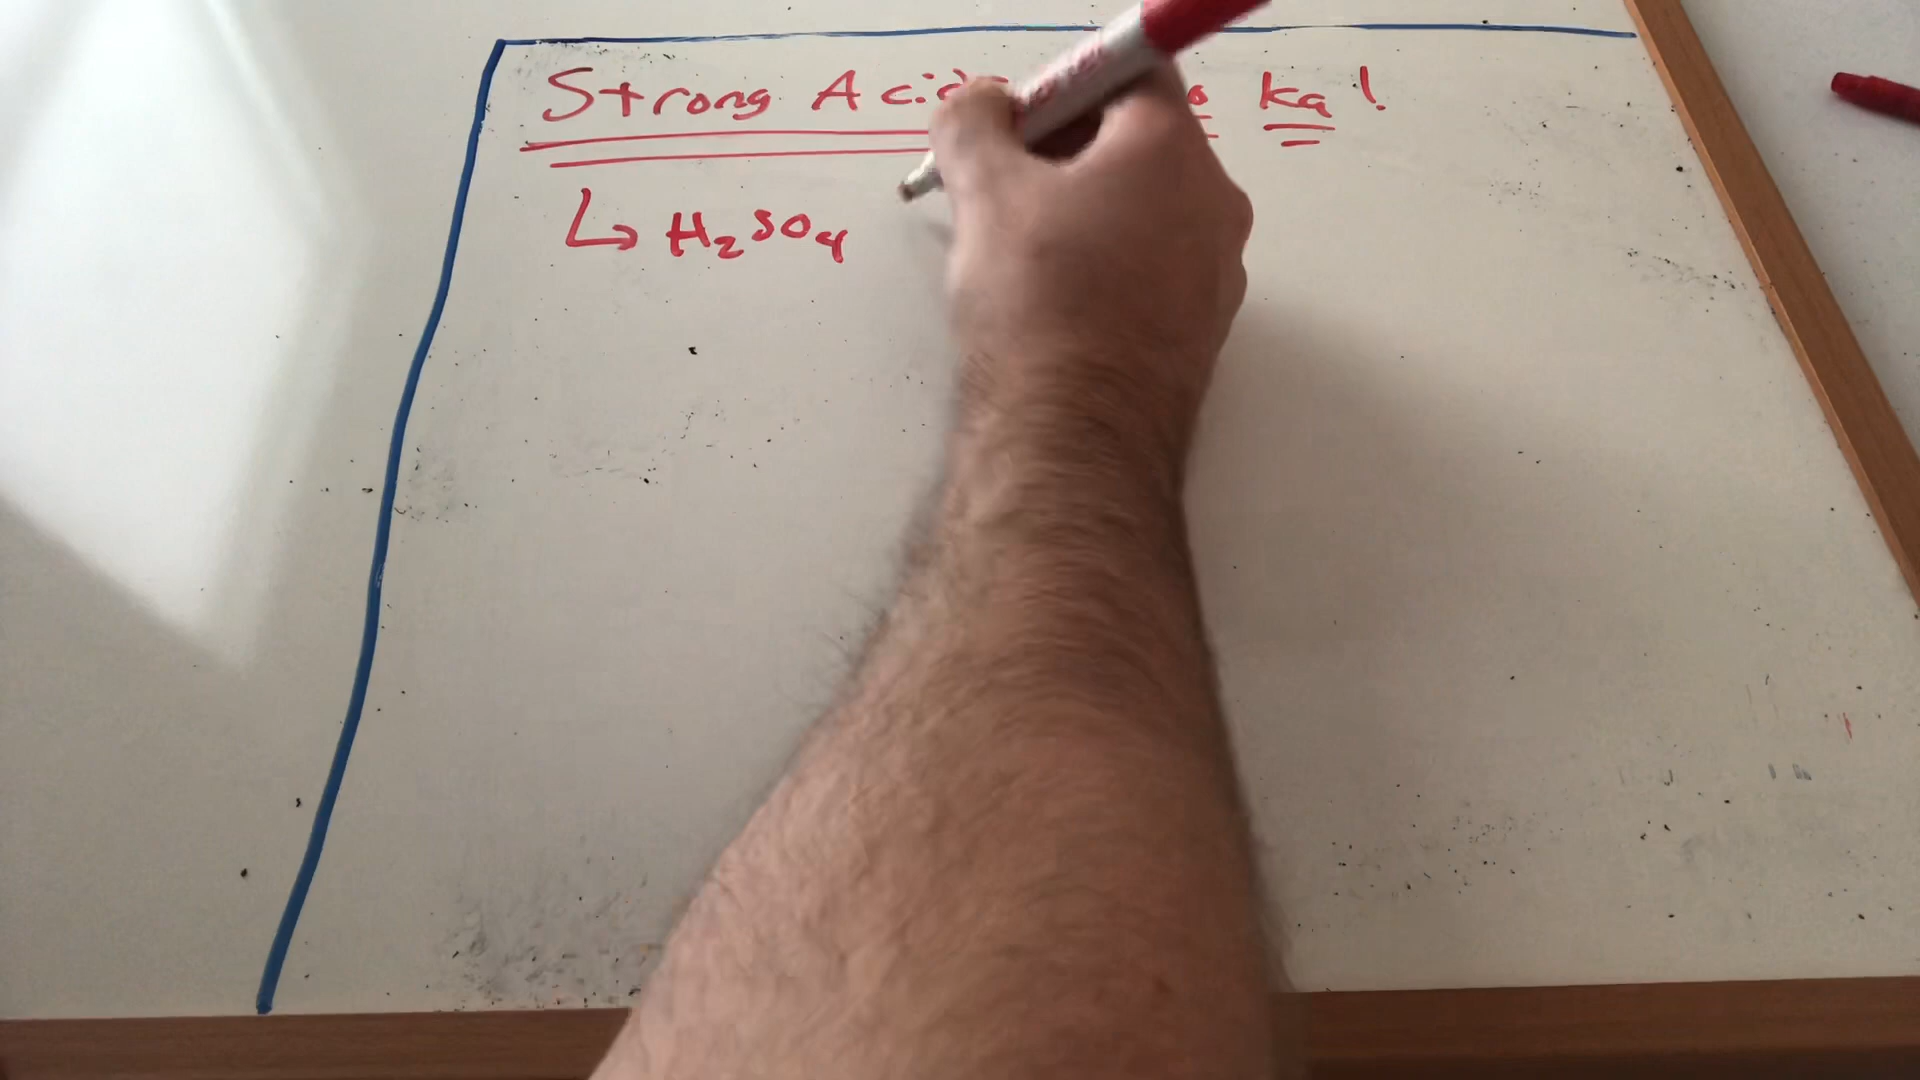 Strong Ka!
↳ H₂SO₄